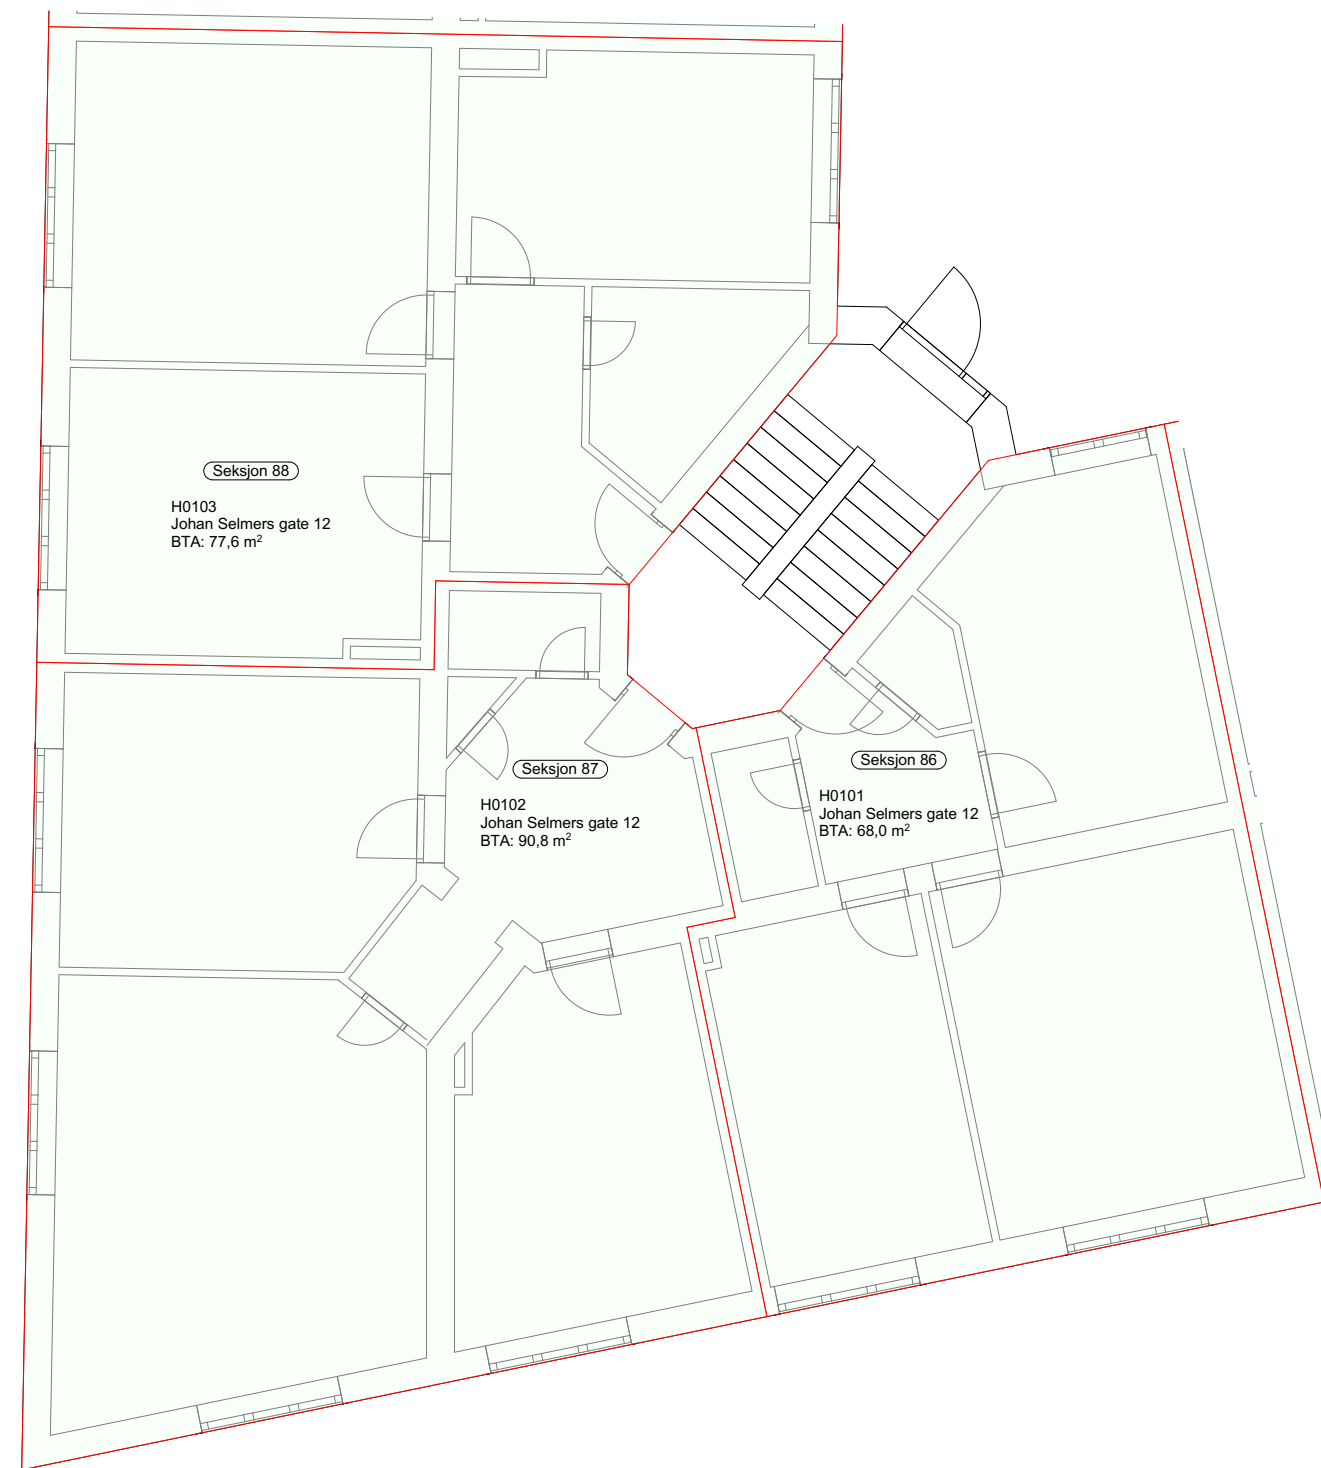 Seksjon 88
H0103
Johan Selmers gate 12
BTA: 77,6 m²
Seksjon 87
H0102
Johan Selmers gate 12
BTA: 90,8 m²
Seksjon 86
H0101
Johan Selmers gate 12
BTA: 68,0 m²